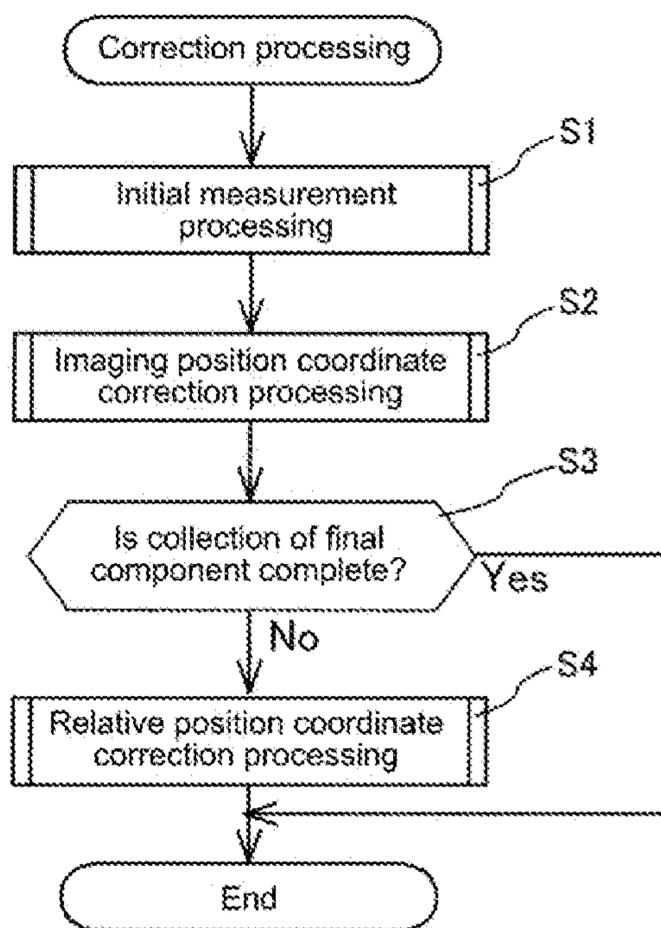 Correction processing
S1
Initial measurement
processing
S2
Imaging position coordinate
correction processing
S3
Is collection of final
component complete?
Yes
No
S4
Relative position coordinate
correction processing
End